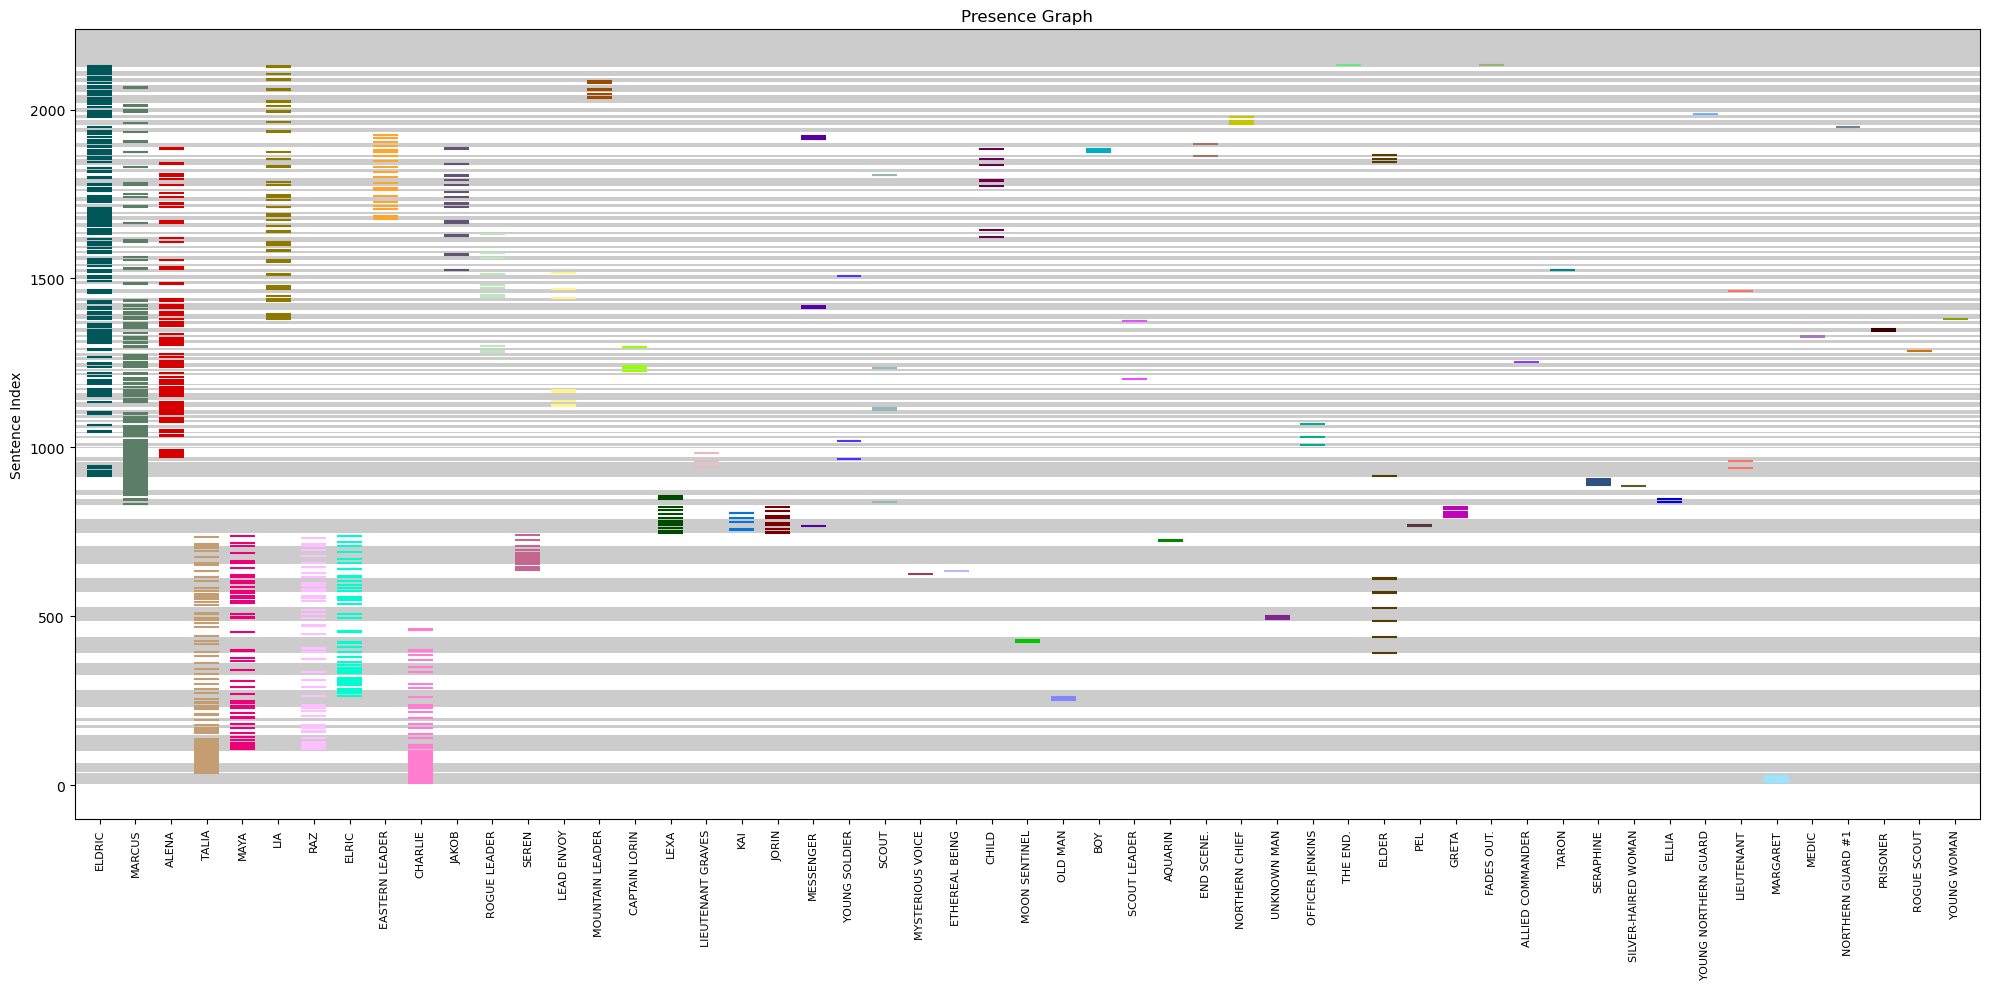 Presence Graph
Sentence Index
2000
1500
1000
500
0
ELDRIC
MARCUS
ALENA
TALIA
MAYA
LIA
RAZ
ELRIC
EASTERN LEADER
CHARLIE
JAKOB
ROGUE LEADER
SEREN
LEAD ENVOY
MOUNTAIN LEADER
CAPTAIN LORIN
LEXA
LIEUTENANT GRAVES
KAI
JORIN
MESSENGER
YOUNG SOLDIER
SCOUT
MYSTERIOUS VOICE
ETHEREAL BEING
CHILD
MOON SENTINEL
OLD MAN
BOY
SCOUT LEADER
AQUARIN
END SCENE.
NORTHERN CHIEF
UNKNOWN MAN
OFFICER JENKINS
THE END.
ELDER
PEL
GRETA
FADES OUT.
ALLIED COMMANDER
TARON
SERAPHINE
SILVER-HAIRED WOMAN
ELLIA
YOUNG NORTHERN GUARD
LIEUTENANT
MARGARET
MEDIC
NORTHERN GUARD #1
PRISONER
ROGUE SCOUT
YOUNG WOMAN